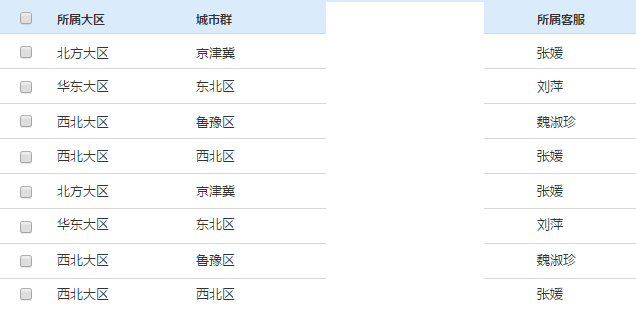 所属大区 城市群 所属客服
北方大区 京津冀 张媛
华东大区 东北区 刘萍
西北大区 鲁豫区 魏淑珍
西北大区 西北区 张媛
北方大区 京津冀 张媛
华东大区 东北区 刘萍
西北大区 鲁豫区 魏淑珍
西北大区 西北区 张媛